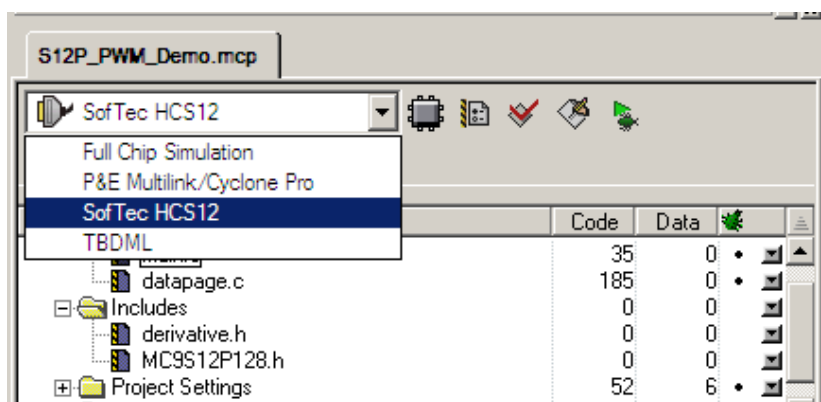 S12P_PWM_Demo.mcp
SofTec HCS12
Full Chip Simulation
P&E Multilink/Cyclone Pro
SofTec HCS12
TBDML
Code Data
35 0
datapage.c 185 0
Includes 0 0
derivative.h 0 0
MC9S12P128.h 0 0
Project Settings 52 6